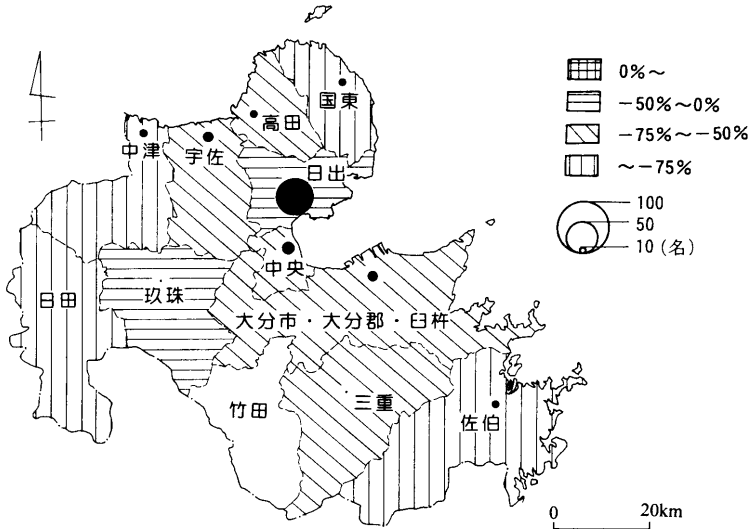 国東
高田
中津
宇佐
日出
中央
日田
玖珠
大分市・大分郡・臼杵
竹田
三重
佐伯
0%～
−50%～0%
−75%～−50%
～−75%
100
50
10(名)
0 20km